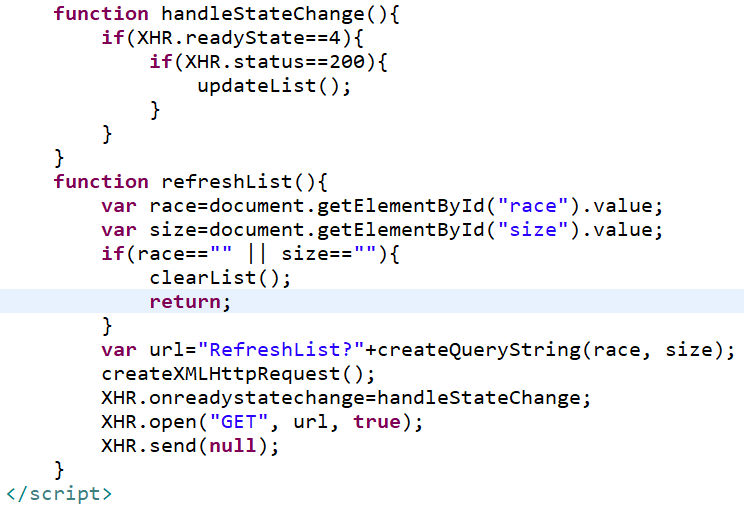 function handleStateChange(){
if(XHR.readyState==4){
if(XHR.status==200){
updateList();
}
}
}
function refreshList(){
var race=document.getElementById("race").value;
var size=document.getElementById("size").value;
if(race=="" || size==""){
clearList();
return;
}
var url="RefreshList?"+createQueryString(race, size);
createXMLHttpRequest();
XHR.onreadystatechange=handleStateChange;
XHR.open("GET", url, true);
XHR.send(null);
}
</script>